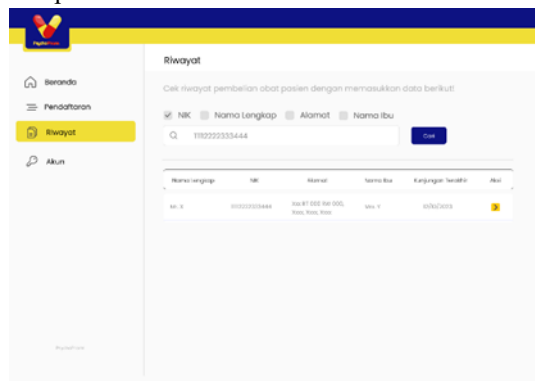 Riwayat
Cek riwayat pembelian obat pasien dengan memasukkan data berikut!
NIK Nama Lengkap Alamat Nama Ibu
1112222333444
Cari
Beranda
Pendaftaran
Riwayat
Akun
Nama Lengkap NIK Alamat Nama Ibu Kunjungan Terakhir Aksi
Mr. X
Mrs. Y